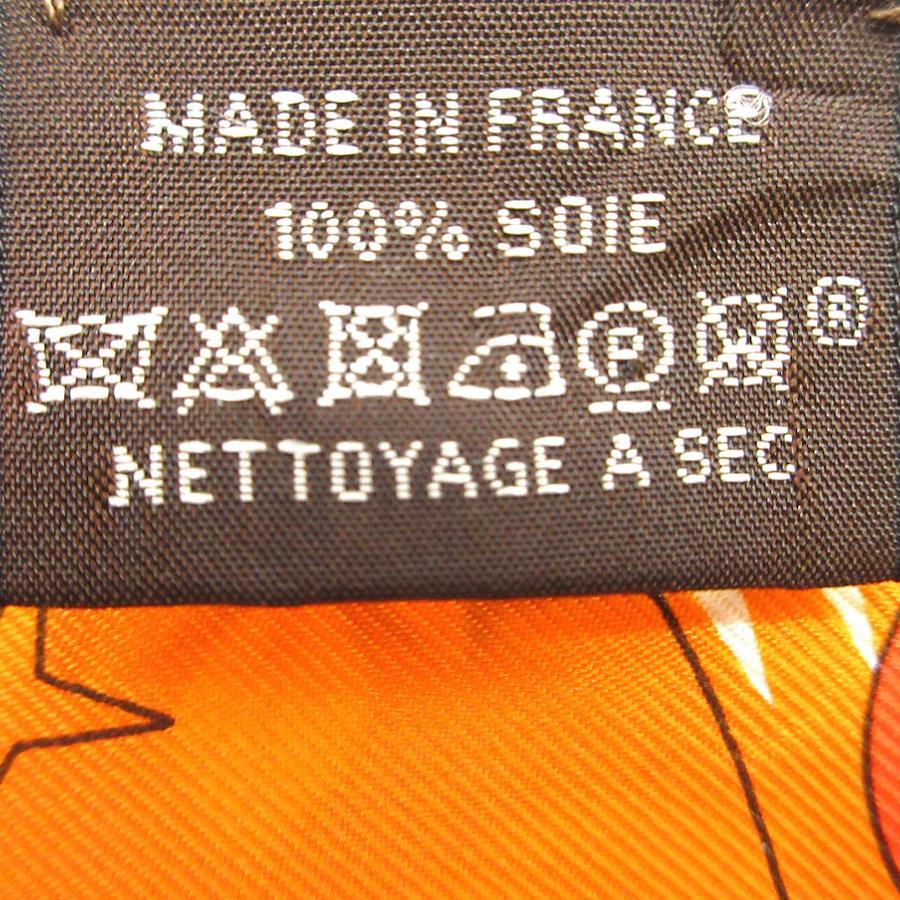 MADE IN FRANCE
100% SOIE
P W ®
NETTOYAGE A SEC